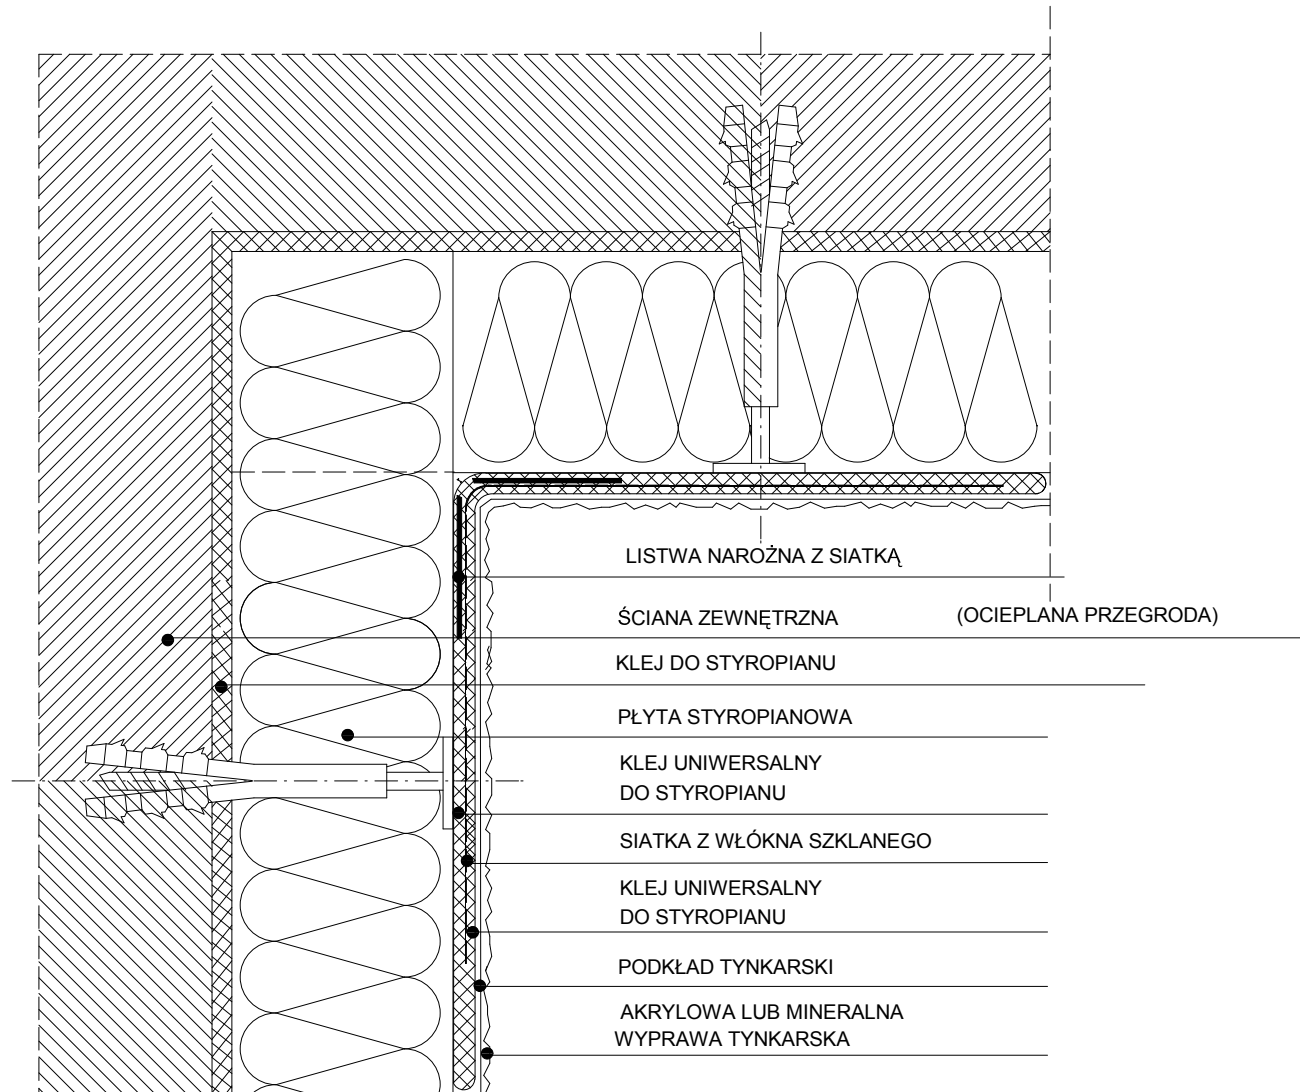 LISTWA NAROŻNA Z SIATKĄ
ŚCIANA ZEWNĘTRZNA (OCIEPLANA PRZEGRODA)
KLEJ DO STYROPIANU
PŁYTA STYROPIANOWA
KLEJ UNIWERSALNY
DO STYROPIANU
SIATKA Z WŁÓKNA SZKLANEGO
KLEJ UNIWERSALNY
DO STYROPIANU
PODKŁAD TYNKARSKI
AKRYLOWA LUB MINERALNA
WYPRAWA TYNKARSKA